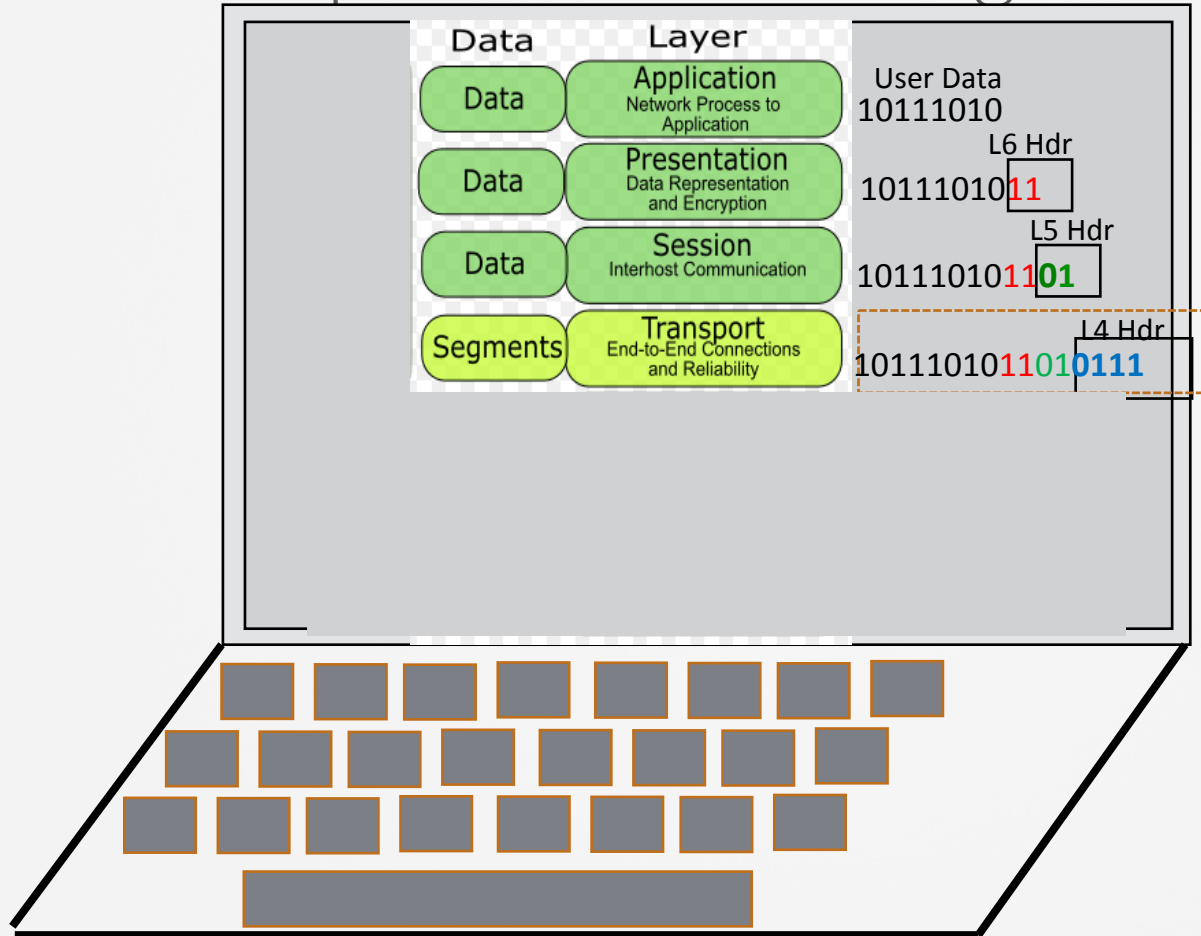 Data Layer
Data Application User Data
Network Process to 10111010
Application
L6 Hdr
Data Presentation
Data Representation 1011101011
and Encryption
L5 Hdr
Data Session
Interhost Communication 101110101101
L4 Hdr
Segments Transport
End-to-End Connections 1011101011010111
and Reliability